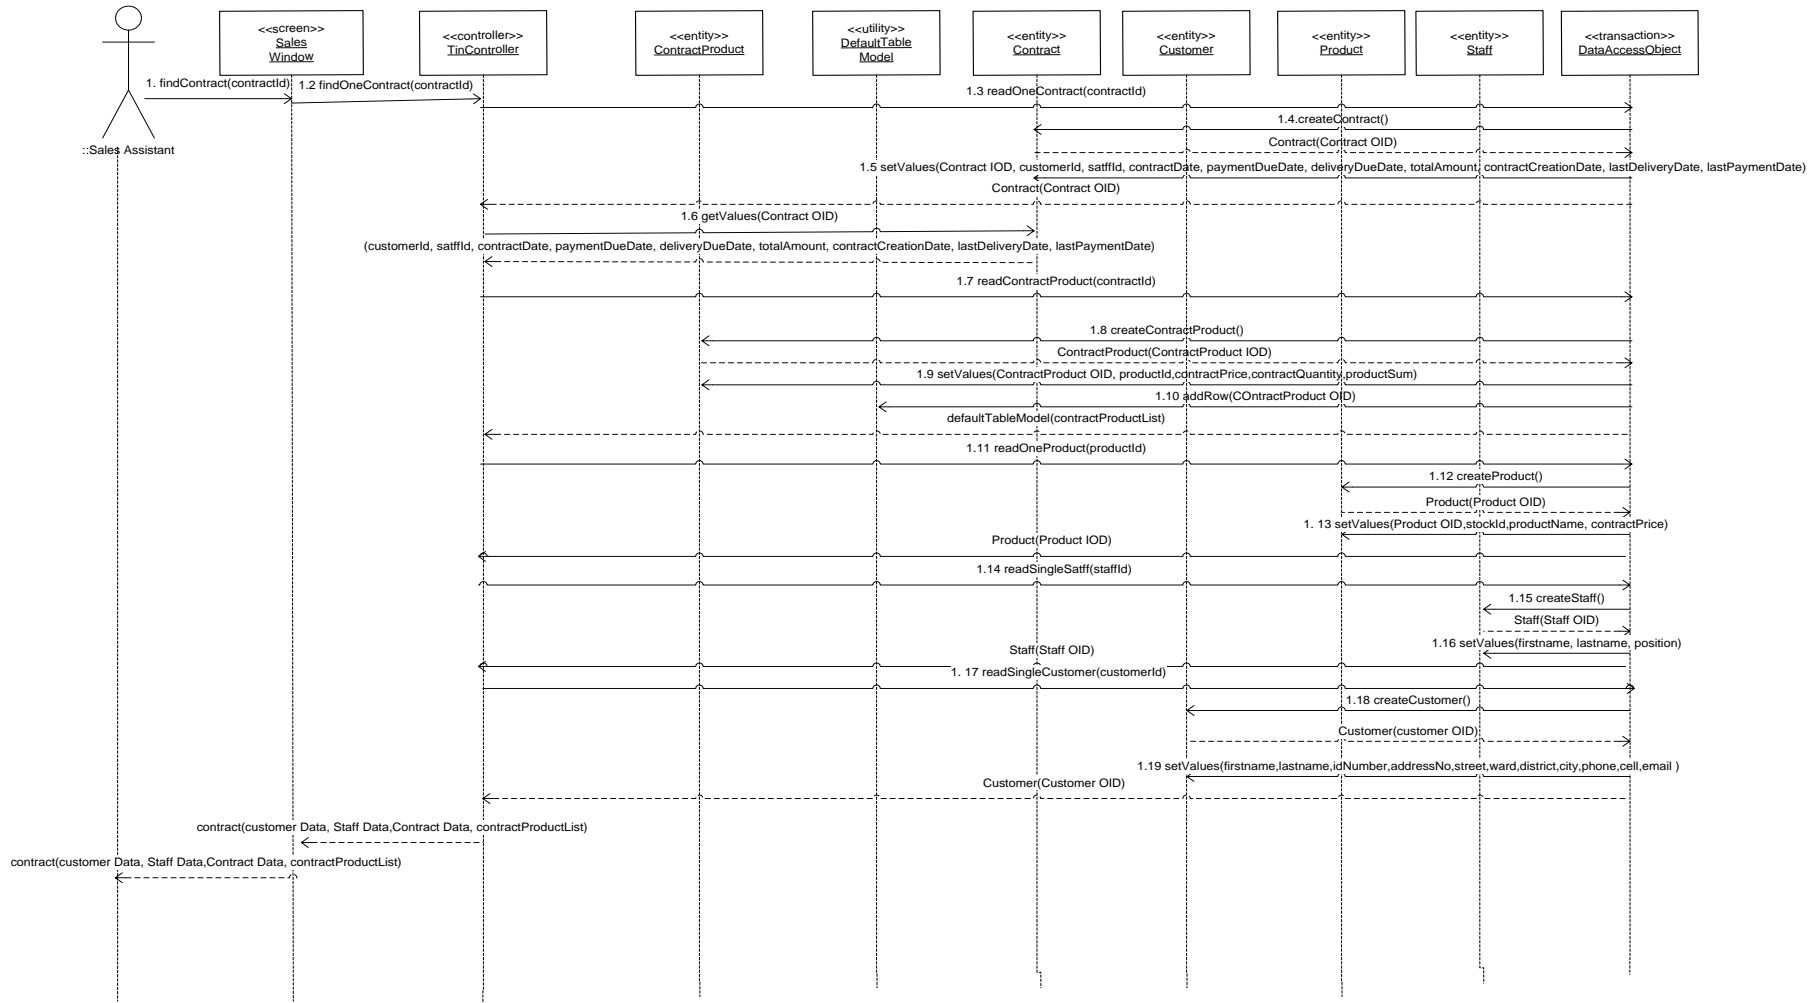 <<screen>>
Sales
Window
<<controller>>
TinController
<<entity>>
ContractProduct
<<utility>>
DefaultTable
Model
<<entity>>
Contract
<<entity>>
Customer
<<entity>>
Product
<<entity>>
Staff
<<transaction>>
DataAccessObject
::Sales Assistant
1. findContract(contractId)
1.2 findOneContract(contractId)
1.3 readOneContract(contractId)
1.4.createContract()
Contract(Contract OID)
1.5 setValues(Contract IOD, customerId, satffId, contractDate, paymentDueDate, deliveryDueDate, totalAmount, contractCreationDate, lastDeliveryDate, lastPaymentDate)
Contract(Contract OID)
1.6 getValues(Contract OID)
(customerId, satffId, contractDate, paymentDueDate, deliveryDueDate, totalAmount, contractCreationDate, lastDeliveryDate, lastPaymentDate)
1.7 readContractProduct(contractId)
1.8 createContractProduct()
ContractProduct(ContractProduct IOD)
1.9 setValues(ContractProduct OID, productId,contractPrice,contractQuantity,productSum)
1.10 addRow(COntractProduct OID)
defaultTableModel(contractProductList)
1.11 readOneProduct(productId)
1.12 createProduct()
Product(Product OID)
1. 13 setValues(Product OID,stockId,productName, contractPrice)
Product(Product IOD)
1.14 readSingleSatff(staffId)
1.15 createStaff()
Staff(Staff OID)
1.16 setValues(firstname, lastname, position)
Staff(Staff OID)
1. 17 readSingleCustomer(customerId)
1.18 createCustomer()
Customer(customer OID)
1.19 setValues(firstname,lastname,idNumber,addressNo,street,ward,district,city,phone,cell,email )
Customer(Customer OID)
contract(customer Data, Staff Data,Contract Data, contractProductList)
contract(customer Data, Staff Data,Contract Data, contractProductList)